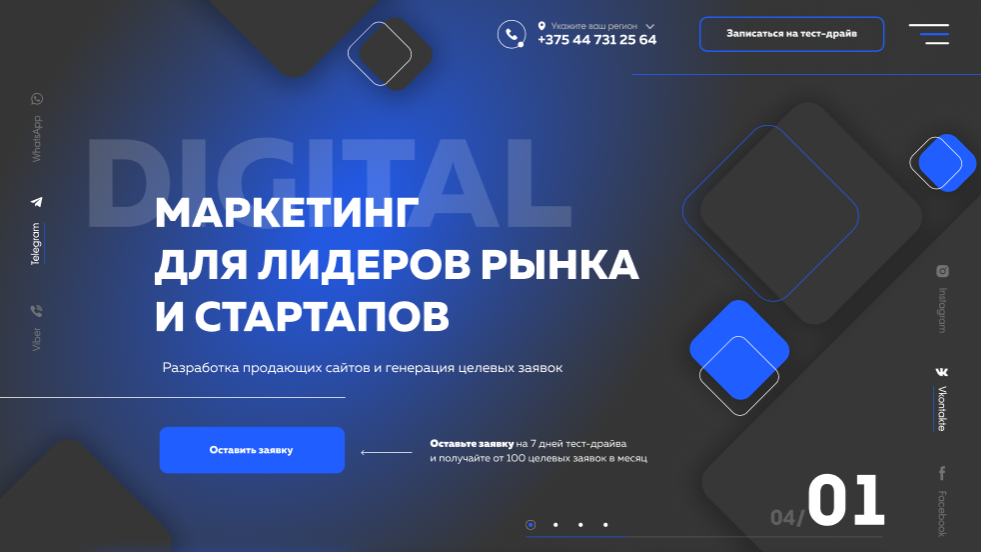 Укажите ваш регион
+375 44 731 25 64
Записаться на тест-драйв
WhatsApp
Telegram
Viber
DIGITAL
МАРКЕТИНГ
ДЛЯ ЛИДЕРОВ РЫНКА
И СТАРТАПОВ
Разработка продающих сайтов и генерация целевых заявок
Оставить заявку
Оставьте заявку на 7 дней тест-драйва
и получайте от 100 целевых заявок в месяц
Instagram
Vkontakte
Facebook
04/01